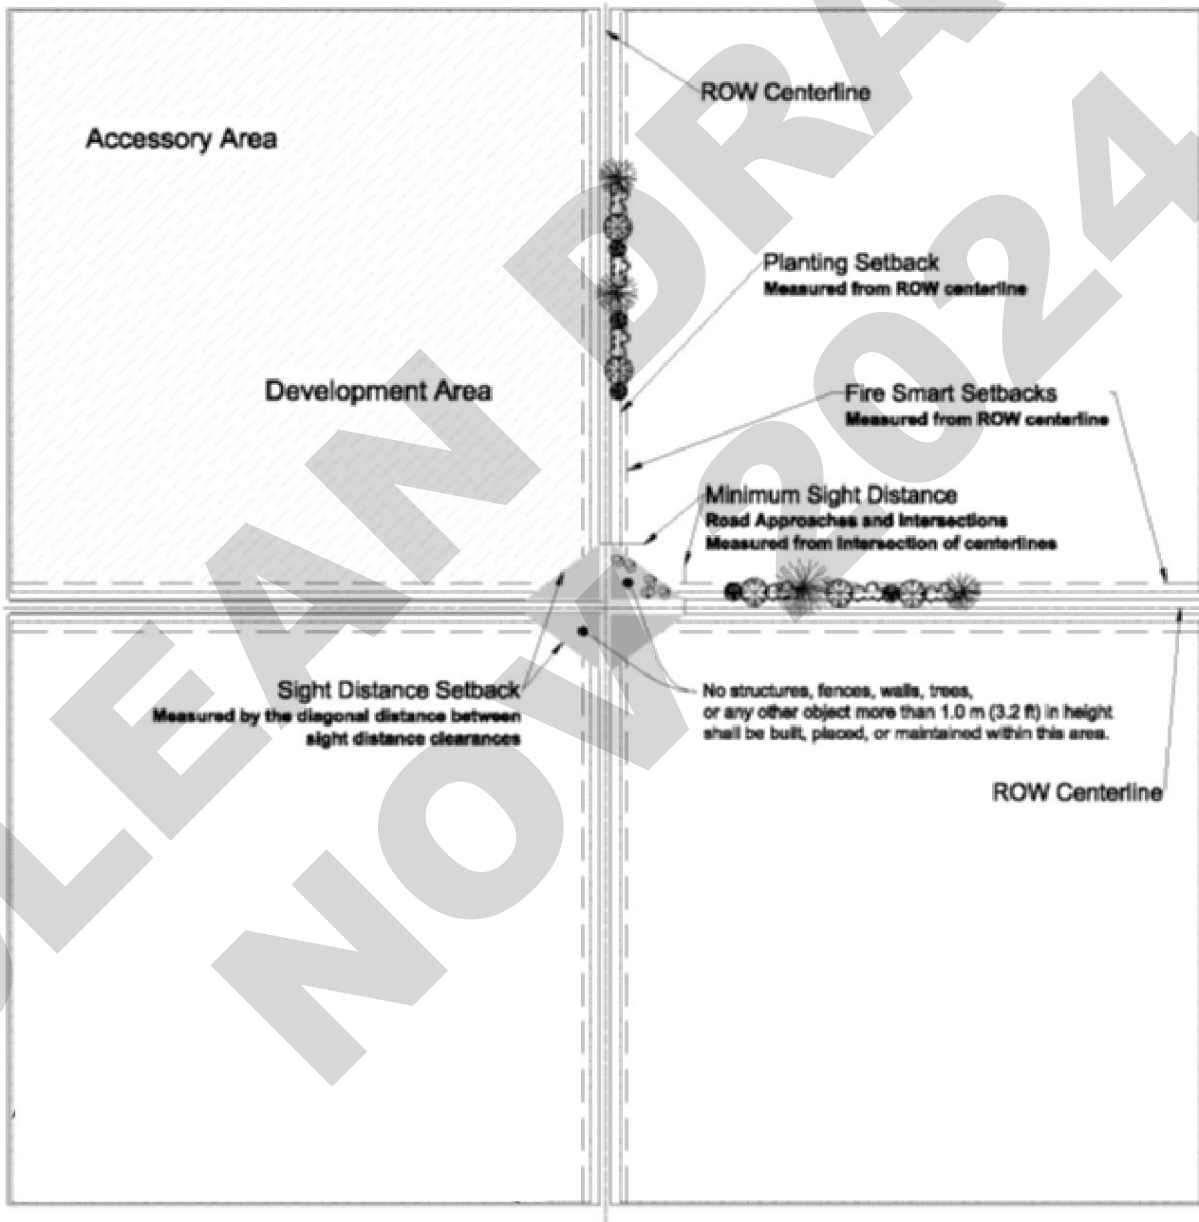 ROW Centerline
Accessory Area
Planting Setback
Measured from ROW centerline
Development Area
Fire Smart Setbacks
Measured from ROW centerline
Minimum Sight Distance
Road Approaches and Intersections
Measured from Intersection of centerlines
Sight Distance Setback
Measured by the diagonal distance between
sight distance clearances
No structures, fences, walls, trees,
or any other object more than 1.0 m (3.2 ft) in height
shall be built, placed, or maintained within this area.
ROW Centerline
LEAN DRA
NOV 2024